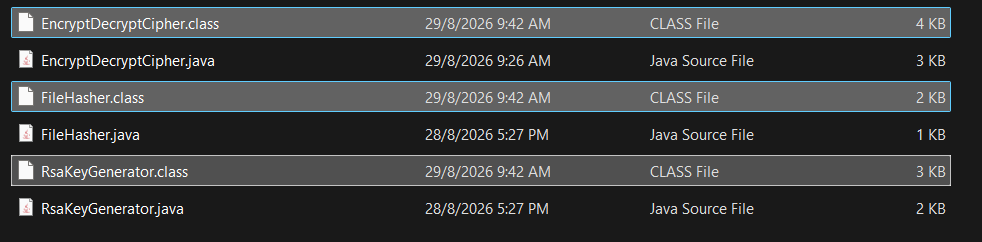 EncryptDecryptCipher.class 29/8/2026 9:42 AM CLASS File 4 KB
EncryptDecryptCipher.java 29/8/2026 9:26 AM Java Source File 3 KB
FileHasher.class 29/8/2026 9:42 AM CLASS File 2 KB
FileHasher.java 28/8/2026 5:27 PM Java Source File 1 KB
RsaKeyGenerator.class 29/8/2026 9:42 AM CLASS File 3 KB
RsaKeyGenerator.java 28/8/2026 5:27 PM Java Source File 2 KB